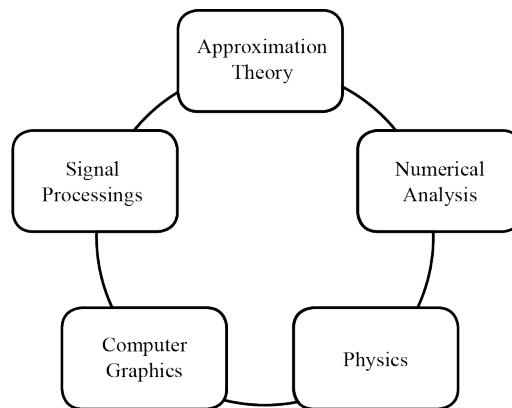 Approximation
Theory
Signal
Processings
Numerical
Analysis
Computer
Graphics
Physics